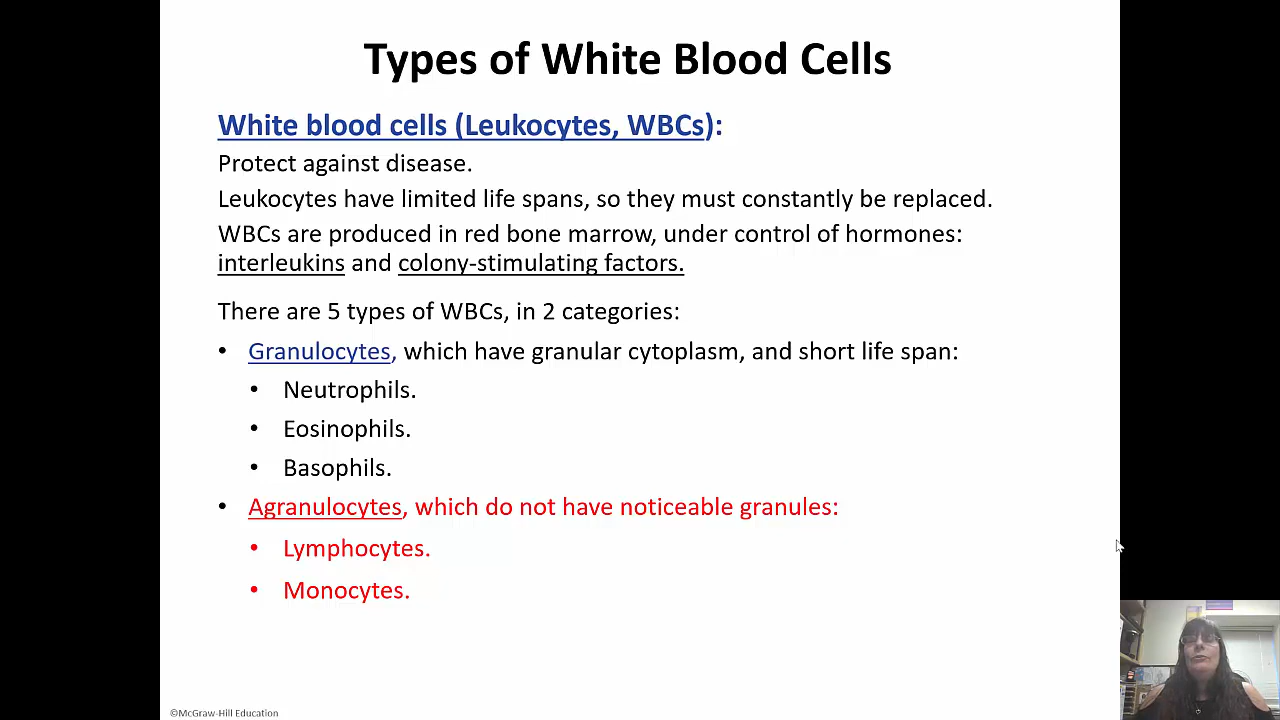 Types of White Blood Cells
White blood cells (Leukocytes, WBCs):
Protect against disease.
Leukocytes have limited life spans, so they must constantly be replaced.
WBCs are produced in red bone marrow, under control of hormones:
interleukins and colony-stimulating factors.
There are 5 types of WBCs, in 2 categories:
• Granulocytes, which have granular cytoplasm, and short life span:
• Neutrophils.
• Eosinophils.
• Basophils.
• Agranulocytes, which do not have noticeable granules:
• Lymphocytes.
• Monocytes.
©McGraw-Hill Education